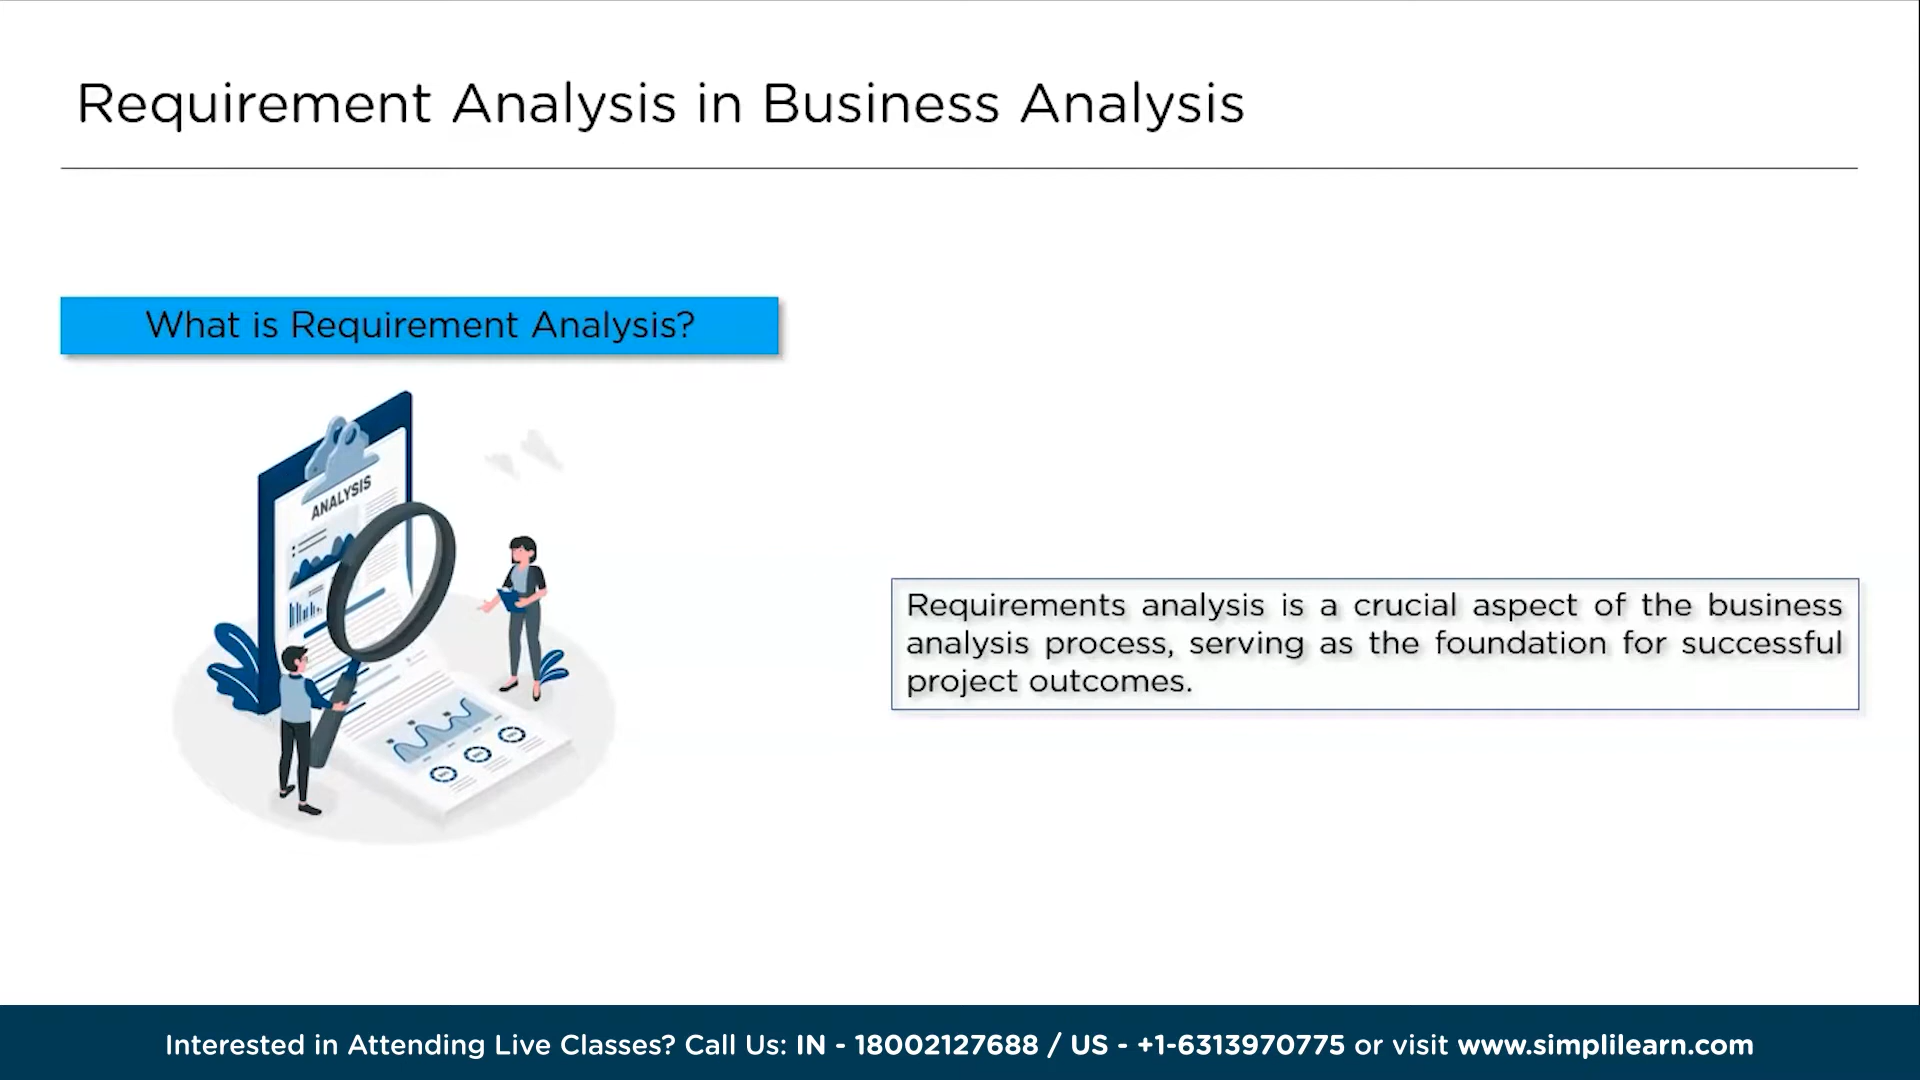 Requirement Analysis in Business Analysis
What is Requirement Analysis?
ANALYSIS
Requirements analysis is a crucial aspect of the business
analysis process, serving as the foundation for successful
project outcomes.
Interested in Attending Live Classes? Call Us: IN - 18002127688 / US - +1-6313970775 or visit www.simplilearn.com